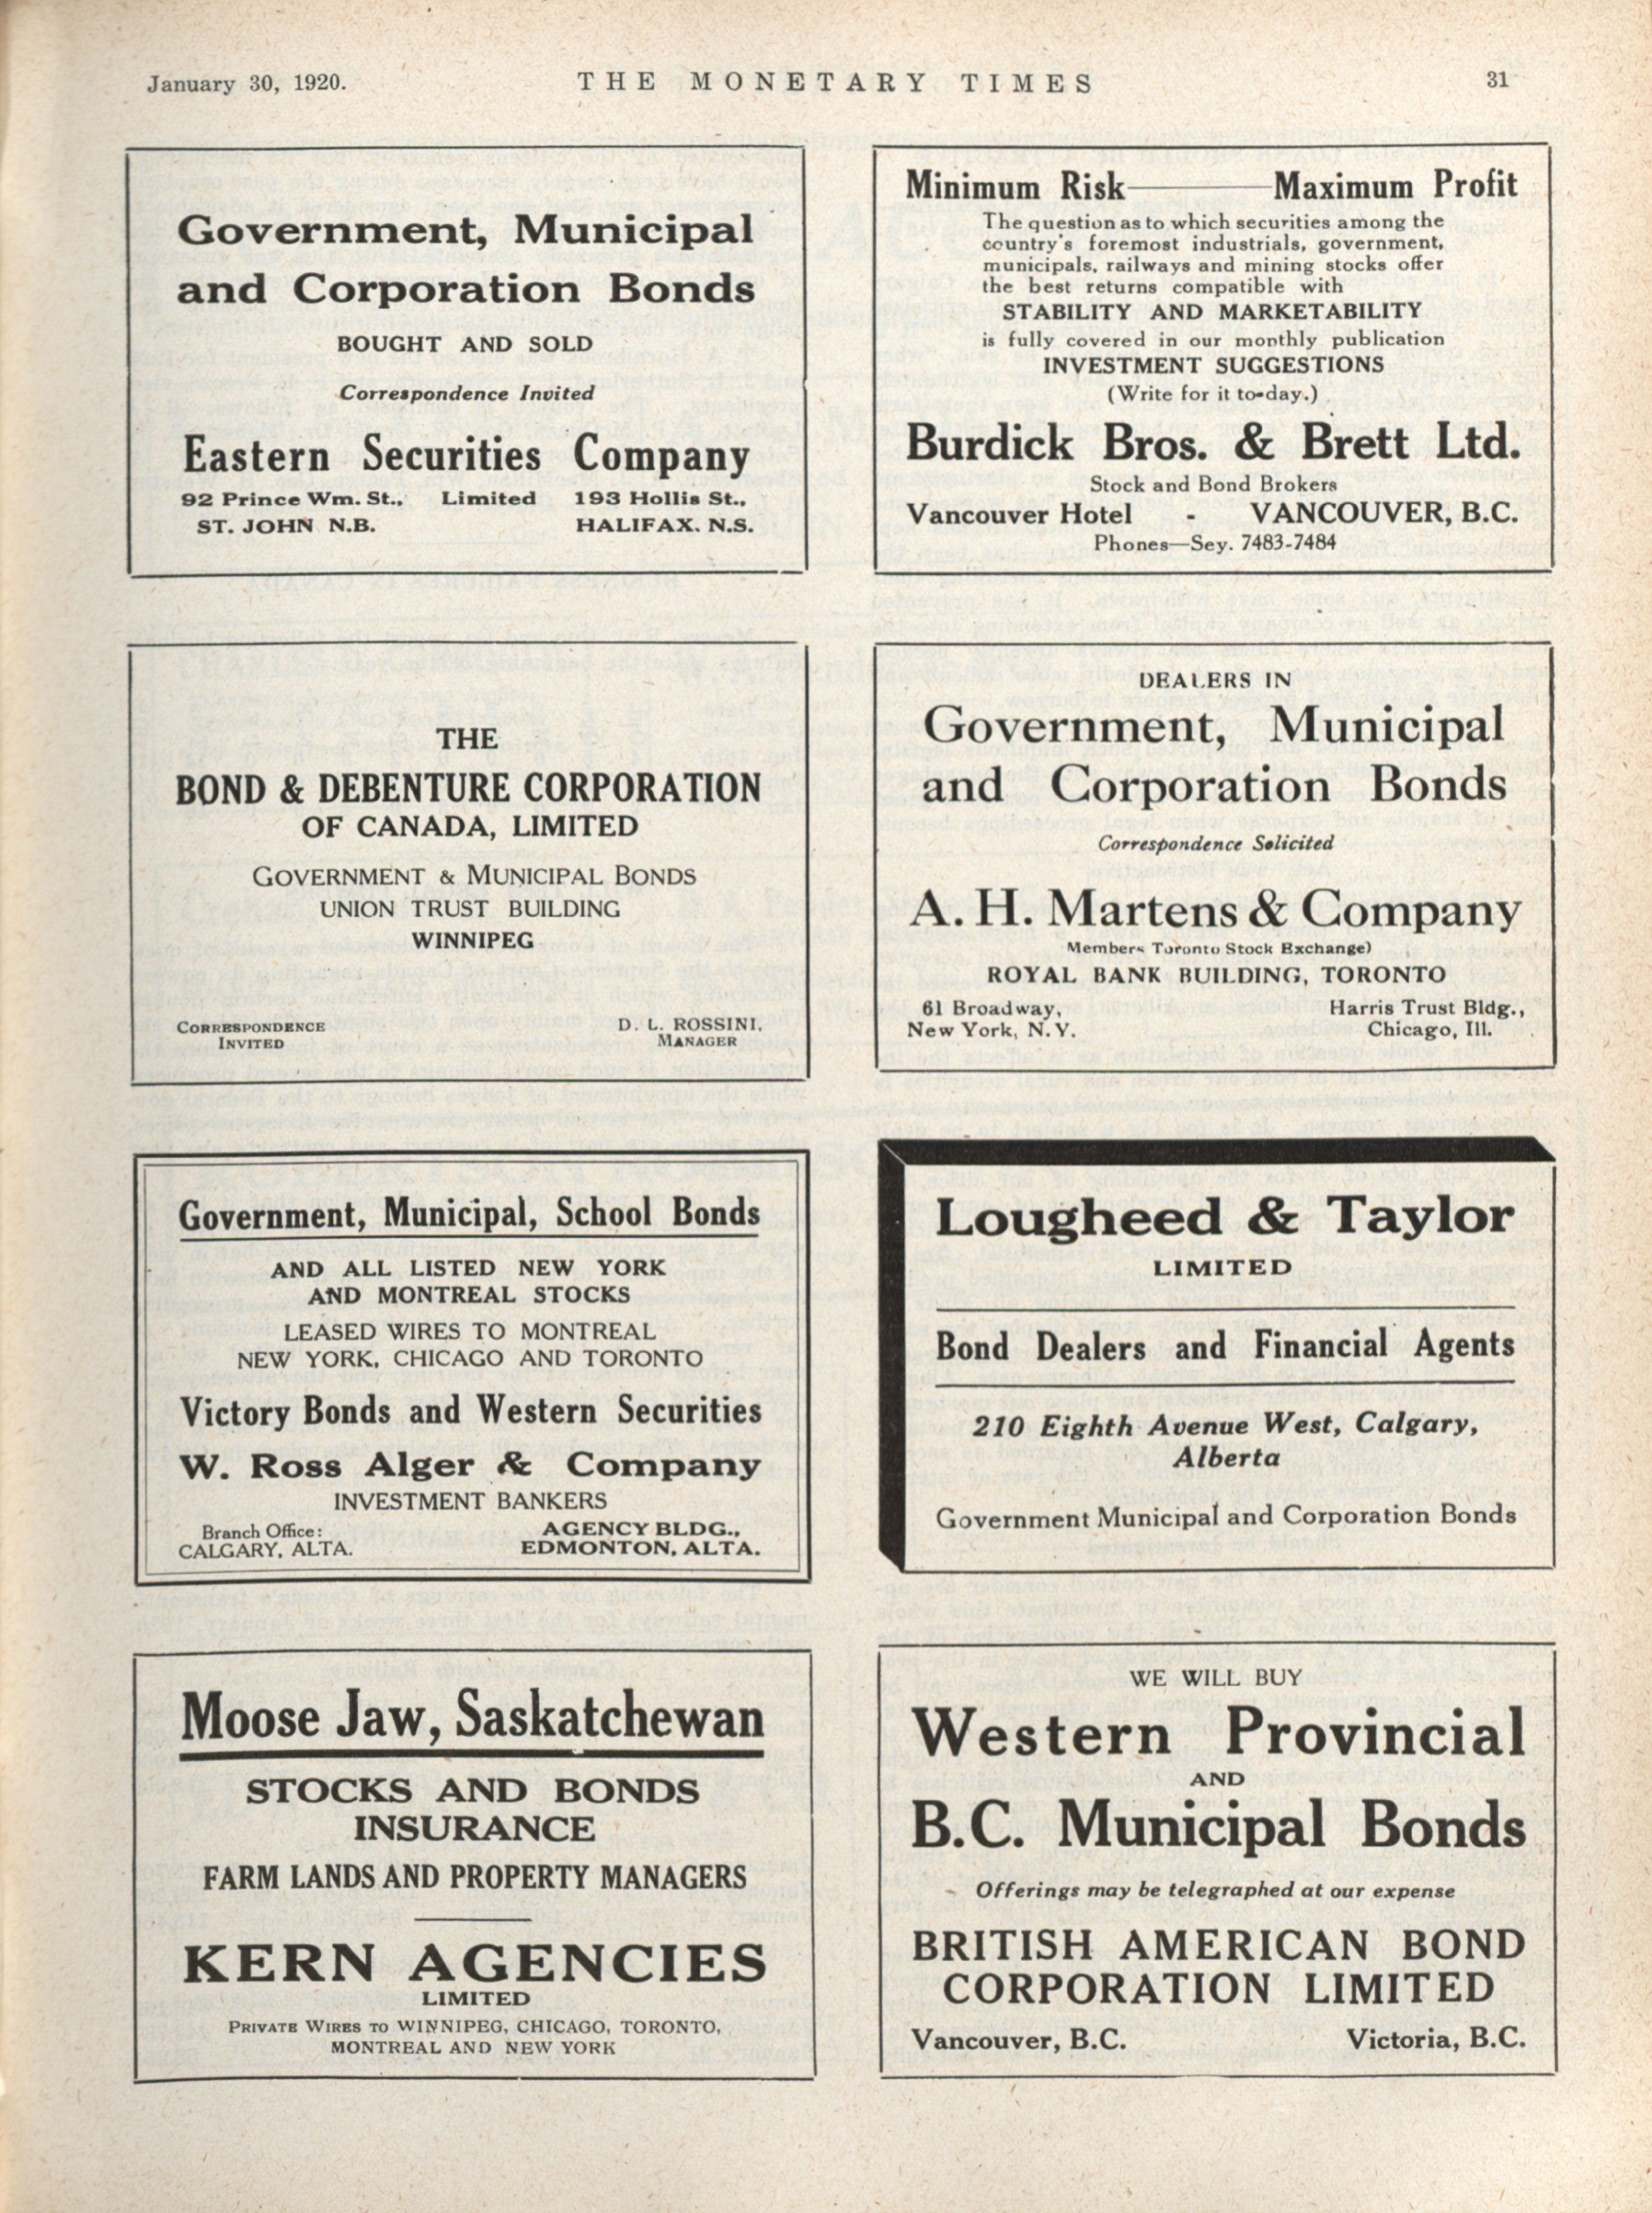 January 30, 1920.
THE MONETARY TIMES
31
Government, Municipal
and Corporation Bonds
BOUGHT AND SOLD
Correspondence Invited
Eastern Securities Company
92 Prince Wm. St., Limited 193 Hollis St.,
ST. JOHN N.B. HALIFAX. N.S.
Minimum Risk Maximum Profit
The question as to which securities among the
country's foremost industrials, government,
municipals, railways and mining stocks offer
the best returns compatible with
STABILITY AND MARKETABILITY
is fully covered in our monthly publication
INVESTMENT SUGGESTIONS
(Write for it to-day.)
Burdick Bros. & Brett Ltd.
Stock and Bond Brokers
Vancouver Hotel - VANCOUVER, B.C.
Phones—Sey. 7483-7484
THE
BOND & DEBENTURE CORPORATION
OF CANADA, LIMITED
GOVERNMENT & MUNICIPAL BONDS
UNION TRUST BUILDING
WINNIPEG
CORRESPONDENCE
INVITED
D. L. ROSSINI,
MANAGER
DEALERS IN
Government, Municipal
and Corporation Bonds
Correspondence Solicited
A. H. Martens & Company
Members Toronto Stock Exchange)
ROYAL BANK BUILDING, TORONTO
61 Broadway,
New York, N.Y.
Harris Trust Bldg.,
Chicago, Ill.
Government, Municipal, School Bonds
AND ALL LISTED NEW YORK
AND MONTREAL STOCKS
LEASED WIRES TO MONTREAL
NEW YORK, CHICAGO AND TORONTO
Victory Bonds and Western Securities
W. Ross Alger & Company
INVESTMENT BANKERS
Branch Office:
CALGARY, ALTA.
AGENCY BLDG.,
EDMONTON, ALTA.
Lougheed & Taylor
LIMITED
Bond Dealers and Financial Agents
210 Eighth Avenue West, Calgary,
Alberta
Government Municipal and Corporation Bonds
Moose Jaw, Saskatchewan
STOCKS AND BONDS
INSURANCE
FARM LANDS AND PROPERTY MANAGERS
KERN AGENCIES
LIMITED
PRIVATE WIRES TO WINNIPEG, CHICAGO, TORONTO,
MONTREAL AND NEW YORK
WE WILL BUY
Western Provincial
AND
B.C. Municipal Bonds
Offerings may be telegraphed at our expense
BRITISH AMERICAN BOND
CORPORATION LIMITED
Vancouver, B.C. Victoria, B.C.